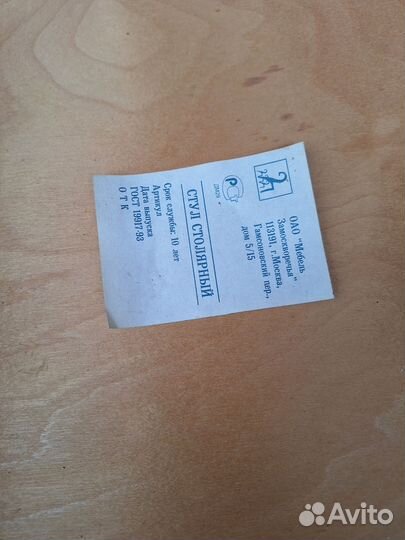 ОАО "Мебель
Замоскворечья"
113191, г.Москва,
Гамсоновский пер.,
дом 5/15
СТУЛ СТОЛЯРНЫЙ
Срок службы: 10 лет
Артикул
Дата выпуска
ГОСТ 19917-93
О Т К
Avito